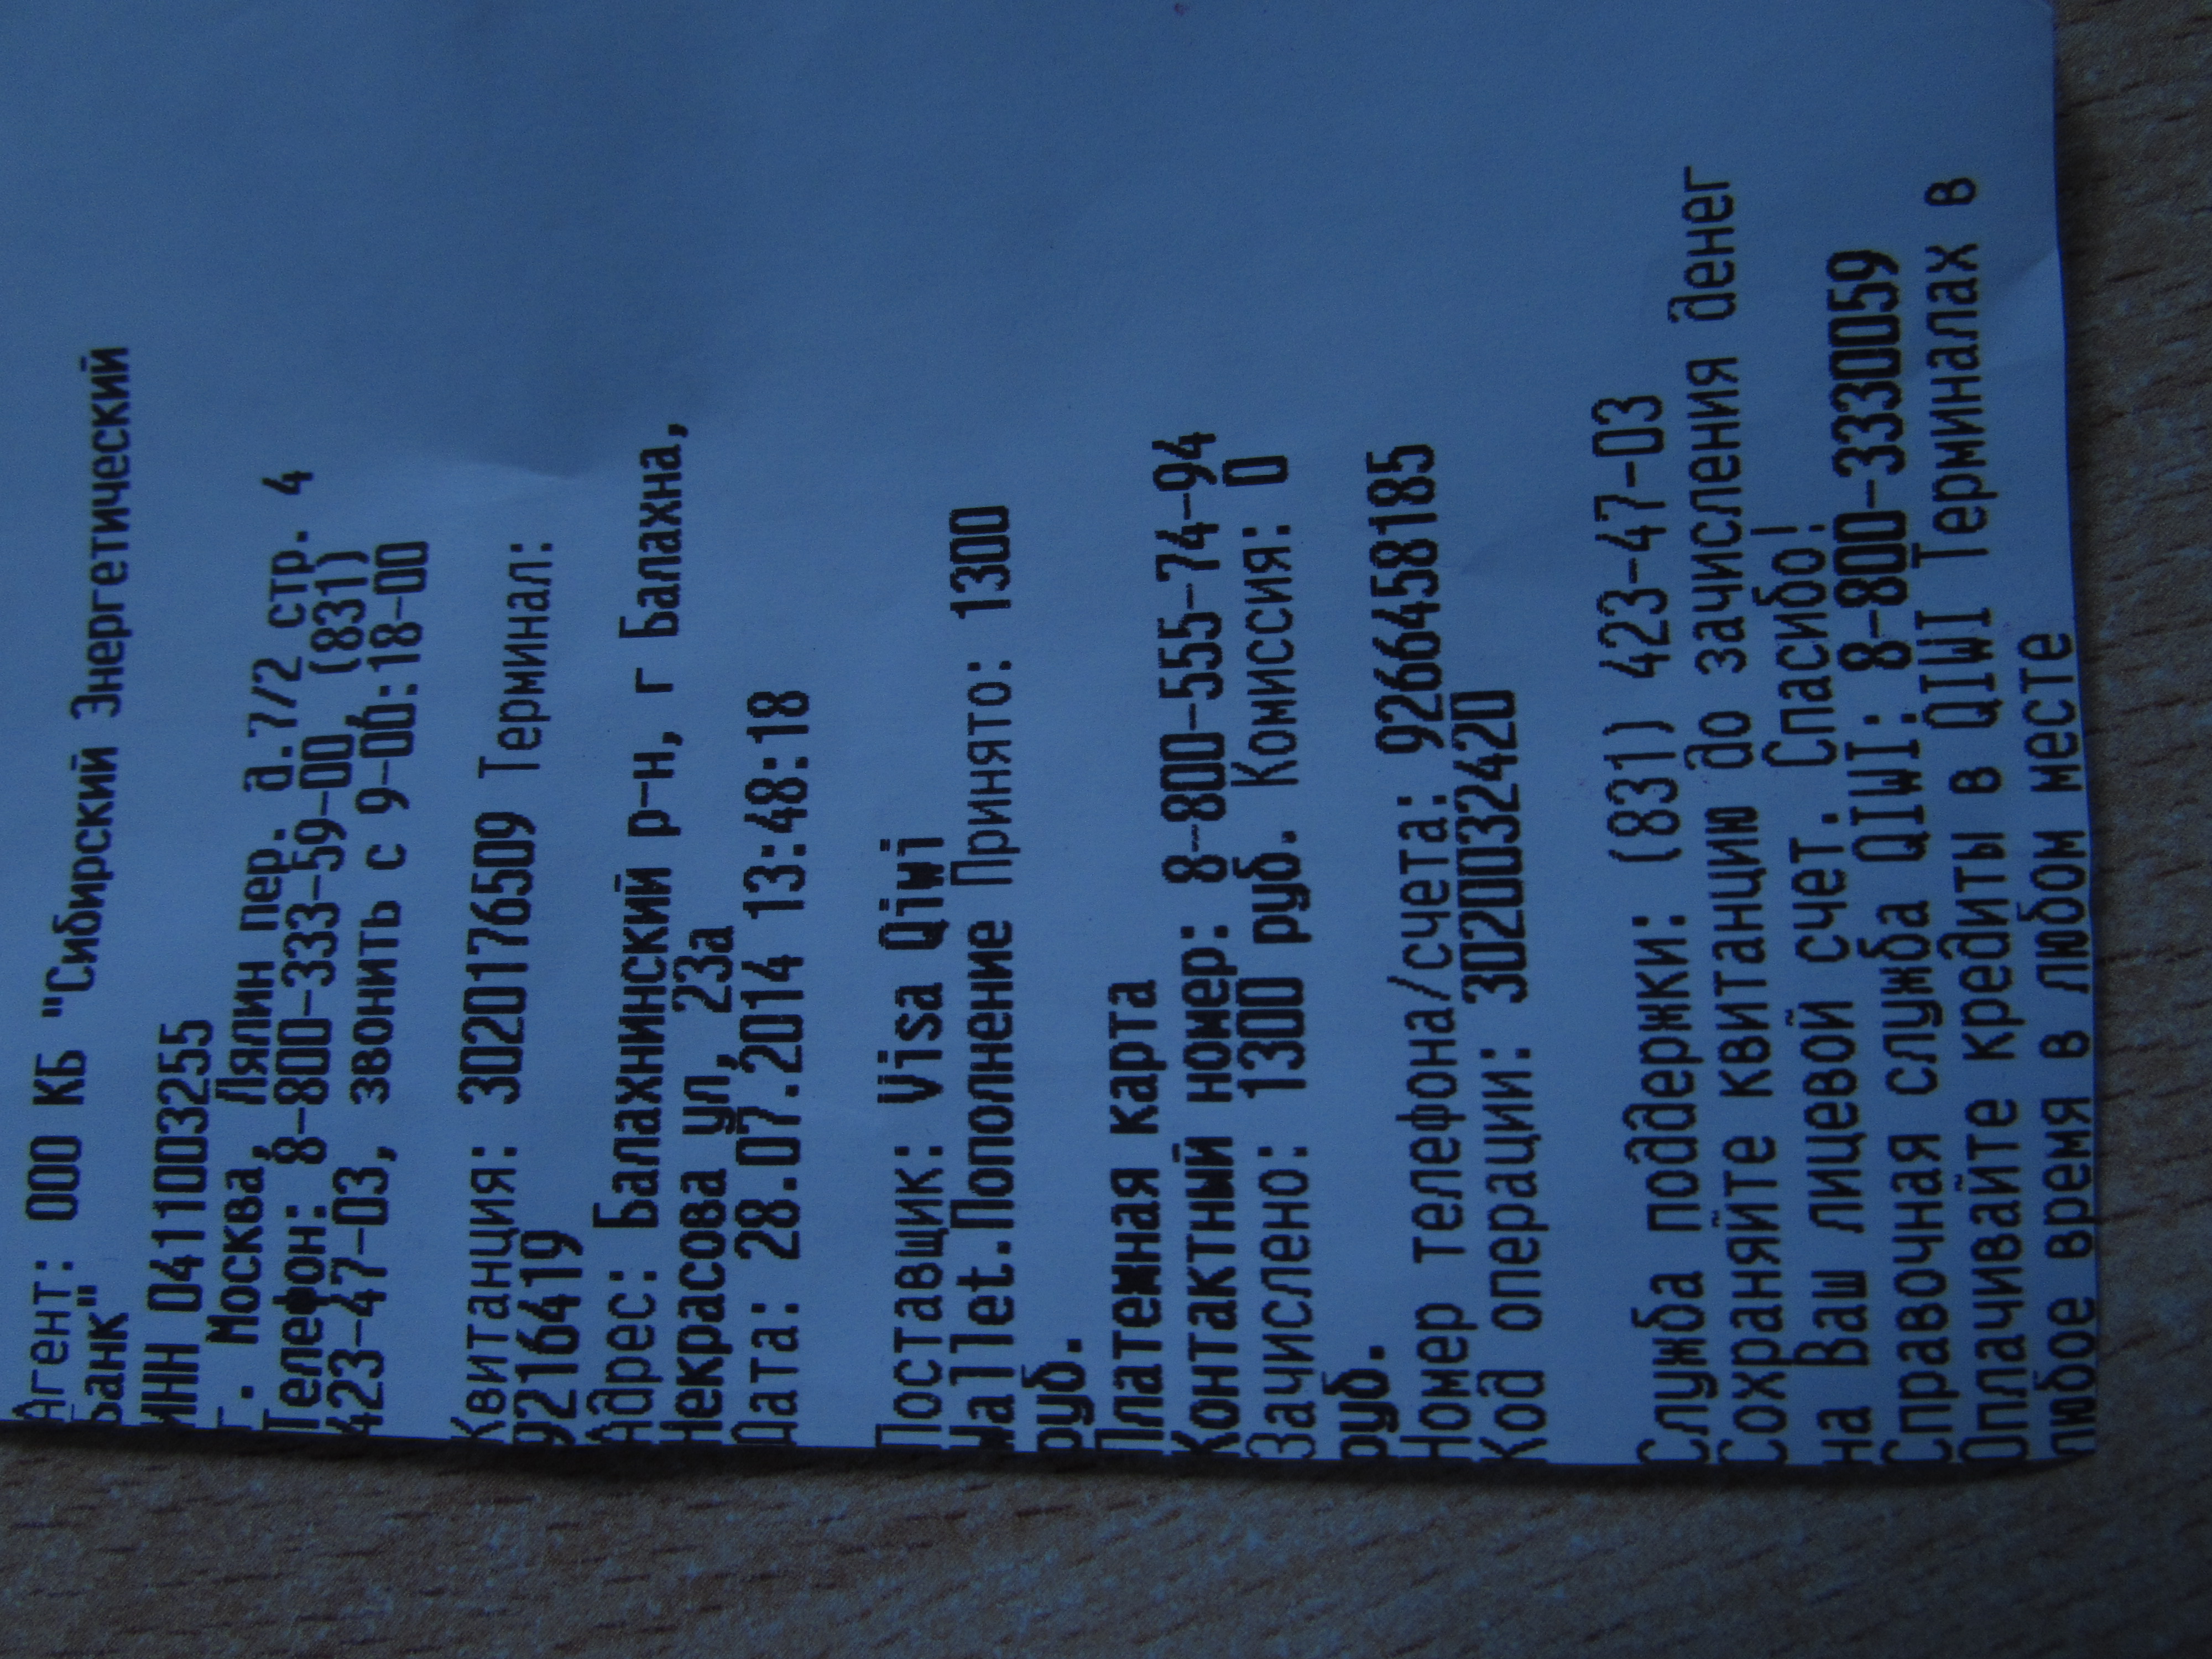 Агент: ООО КБ "Сибирский Энергетический
Банк"
ИНН 0411003255
Г. Москва, Лялин пер. д.7/2 стр. 4
Телефон: 8-800-333-59-00, (831)
423-47-03, звонить с 9-00:18-00
Квитанция: 3020176509 Терминал:
9216419
Адрес: Балахнинский р-н, г Балахна,
Некрасова ул, 23а
Дата: 28.07.2014 13:48:18
Поставщик: Visa Qiwi
Wallet.Пополнение Принято: 1300
руб.
Платежная карта
Контактный номер: 8-800-555-74-94
Зачислено: 1300 руб. Комиссия: 0
руб.
Номер телефона/счета: 9266458185
Код операции: 3020032420
Служба поддержки: (831) 423-47-03
Сохраняйте квитанцию до зачисления денег
на Ваш лицевой счет. Спасибо!
Справочная служба QIWI: 8-800-3330059
Оплачивайте кредиты в QIWI Терминалах в
любое время в любом месте